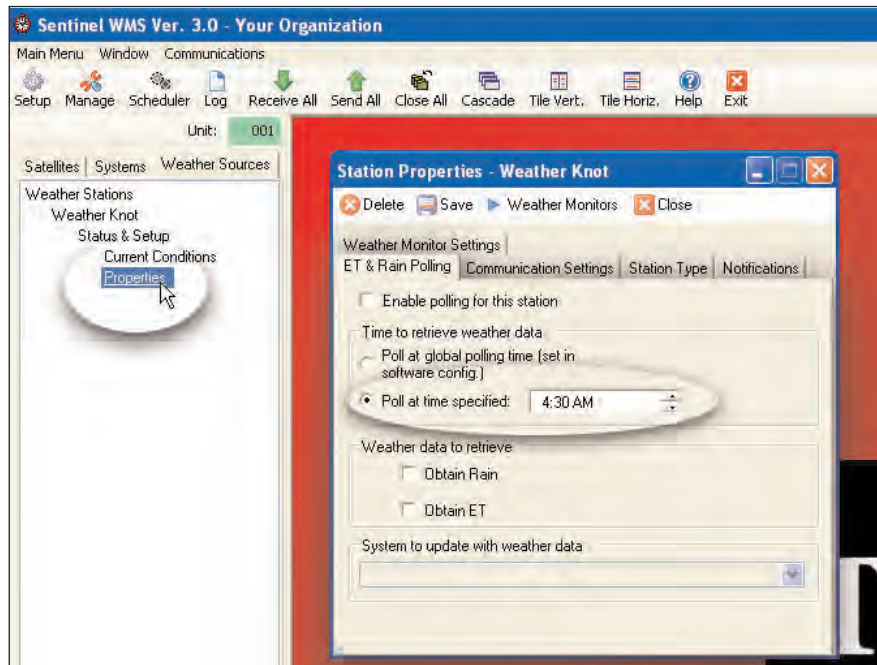 Sentinel WMS Ver. 3.0 - Your Organization
Main Menu Window Communications
Setup Manage Scheduler Log Receive All Send All Close All Cascade Tile Vert. Tile Horiz. Help Exit
Unit: 001
Satellites Systems Weather Sources
Weather Stations
Weather Knot
Status & Setup
Current Conditions
Properties
Station Properties - Weather Knot
Delete Save Weather Monitors Close
Weather Monitor Settings
ET & Rain Polling Communication Settings Station Type Notifications
Enable polling for this station
Time to retrieve weather data
Poll at global polling time (set in
software config.)
Poll at time specified: 4:30 AM
Weather data to retrieve
Obtain Rain
Obtain ET
System to update with weather data